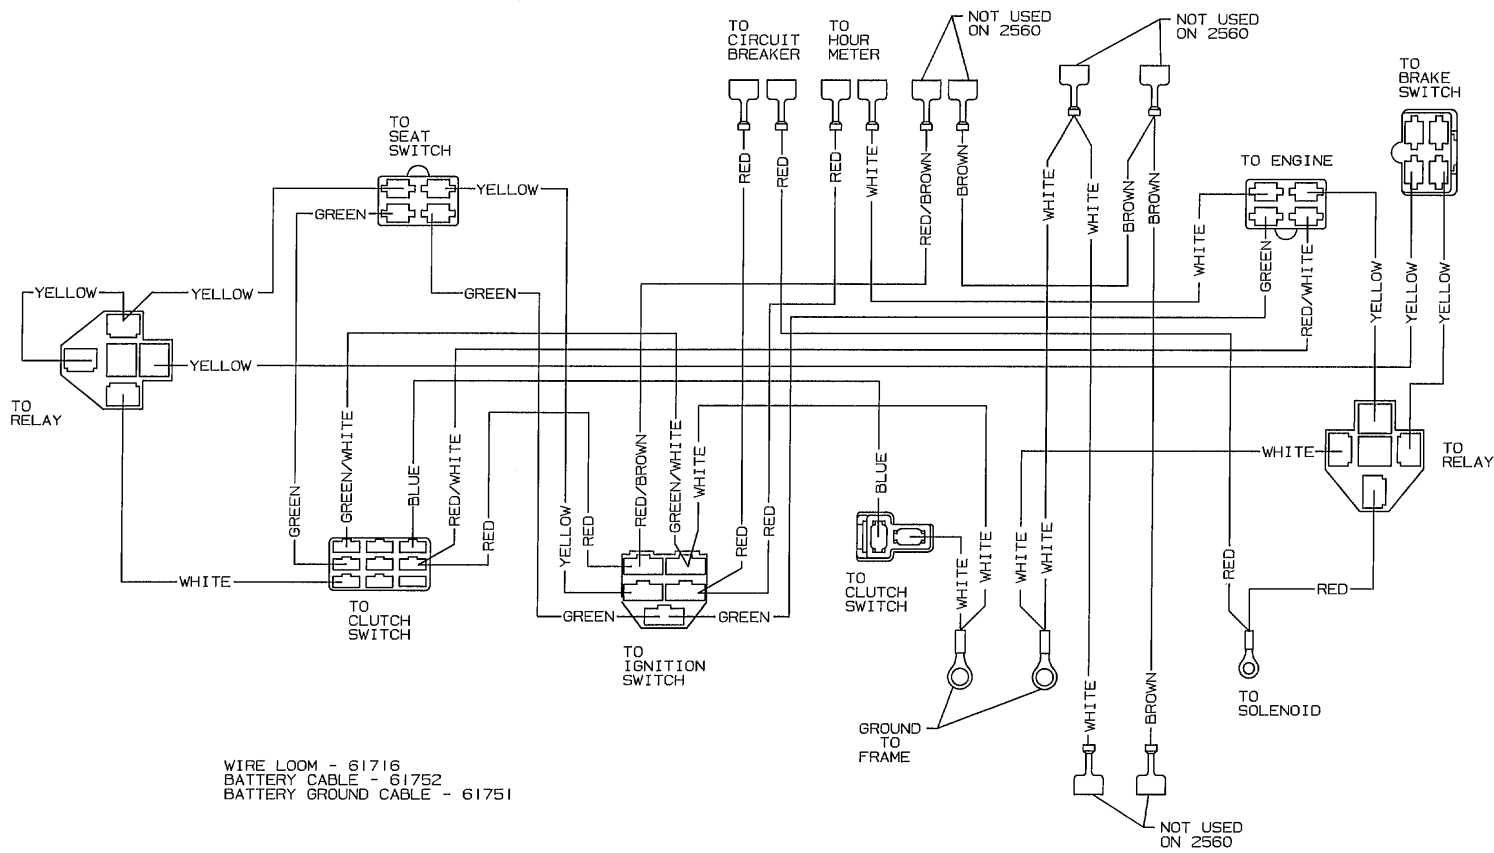 TO
CIRCUIT
BREAKER
TO
HOUR
METER
NOT USED
ON 2560
NOT USED
ON 2560
TO
BRAKE
SWITCH
TO
SEAT
SWITCH
TO ENGINE
YELLOW
GREEN
RED
RED
RED
WHITE
RED/BROWN
BROWN
WHITE
WHITE
BROWN
BROWN
WHITE
GREEN
RED/WHITE
YELLOW
YELLOW
YELLOW
YELLOW
YELLOW
GREEN
YELLOW
TO
RELAY
GREEN
GREEN/WHITE
BLUE
RED/WHITE
RED
YELLOW
RED
RED/BROWN
GREEN/WHITE
WHITE
RED
RED
BLUE
WHITE
WHITE
WHITE
WHITE
WHITE
TO
RELAY
RED
RED
WHITE
TO
CLUTCH
SWITCH
GREEN
GREEN
TO
IGNITION
SWITCH
TO
CLUTCH
SWITCH
GROUND
TO
FRAME
WHITE
BROWN
TO
SOLENOID
WIRE LOOM - 61716
BATTERY CABLE - 61752
BATTERY GROUND CABLE - 61751
NOT USED
ON 2560